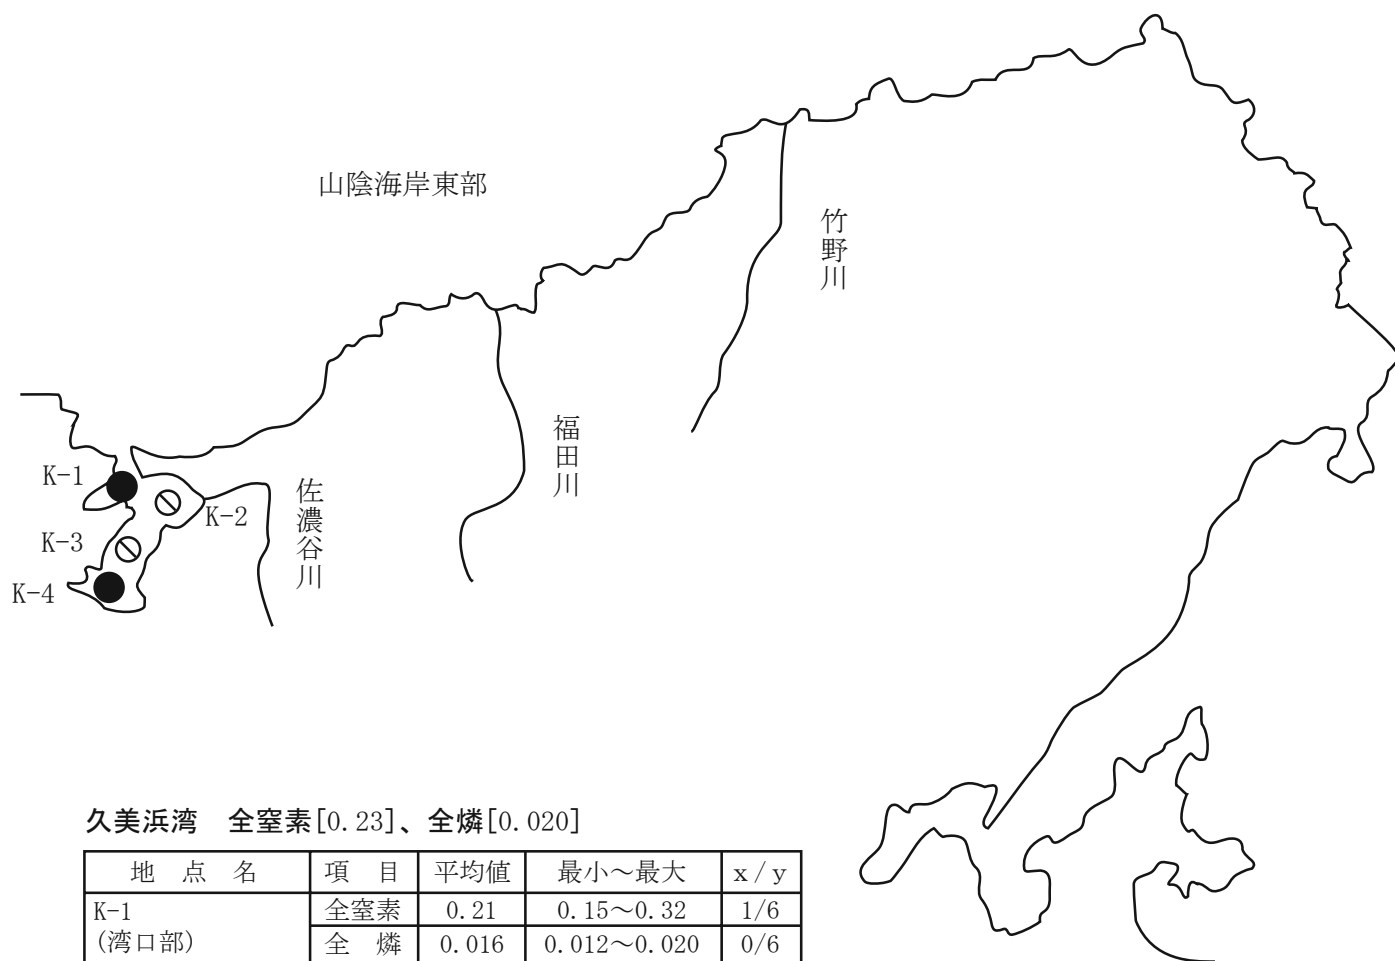 山陰海岸東部
竹野川
福田川
佐濃谷川
K-1
K-2
K-3
K-4
久美浜湾　全窒素[0.23]、全燐[0.020]
地　点　名　項　目　平均値　最小～最大　x/y
K-1　全窒素　0.21　0.15～0.32　1/6
(湾口部)　全　燐　0.016　0.012～0.020　0/6